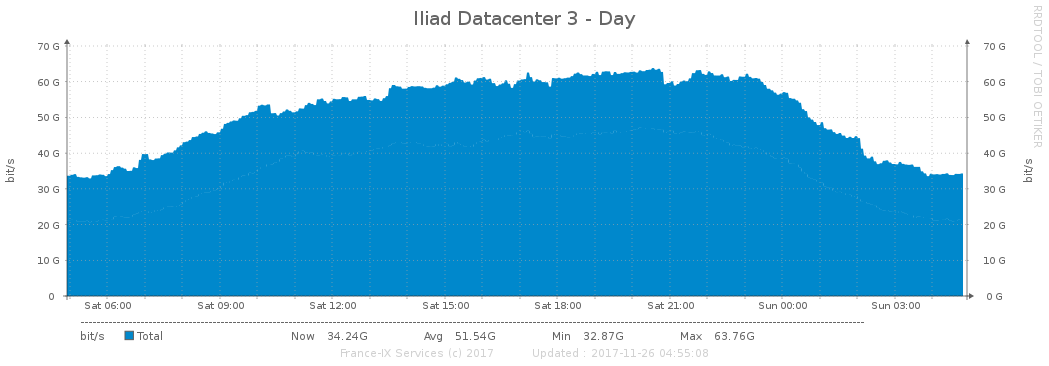 Iliad Datacenter 3 - Day
RRDTOOL / TOBI OETIKER
70 G 70 G
60 G 60 G
50 G 50 G
40 G 40 G
30 G 30 G
20 G 20 G
10 G 10 G
0 0 G
bit/s bit/s
Sat 06:00 Sat 09:00 Sat 12:00 Sat 15:00 Sat 18:00 Sat 21:00 Sun 00:00 Sun 03:00
bit/s Total Now 34.24G Avg 51.54G Min 32.87G Max 63.76G
France-IX Services (c) 2017 Updated : 2017-11-26 04:55:08